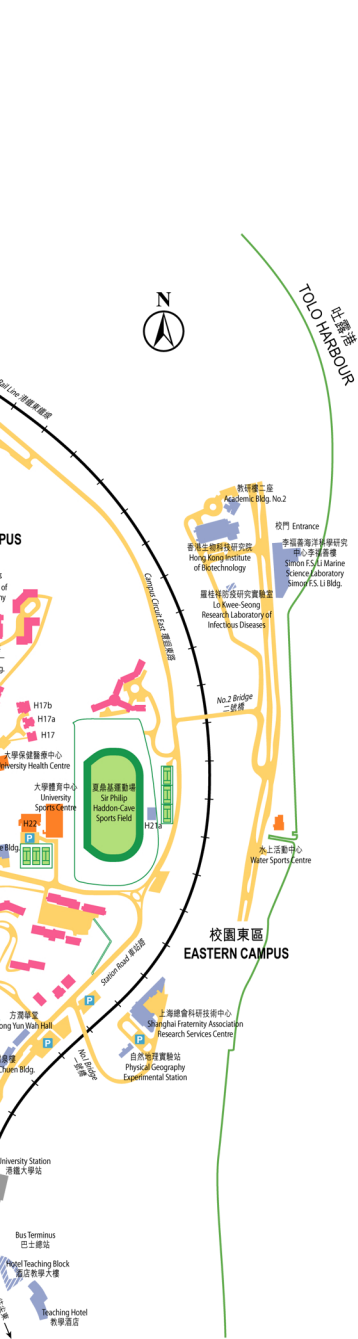 N
吐露港
TOLO HARBOUR
Rail Line 港鐵東鐵線
教研樓二座
Academic Bldg. No.2
校門 Entrance
PUS
香港生物科技研究院
Hong Kong Institute
of Biotechnology
李福善海洋科學研究
中心李福善樓
Simon F.S. Li Marine
Science Laboratory
Simon F.S. Li Bldg.
of
Campus Circuit East 環迴東路
羅桂祥防疫研究實驗室
Lo Kwee-Seong
Research Laboratory of
Infectious Diseases
No.2 Bridge
二號橋
H17b
H17a
H17
大學保健醫療中心
University Health Centre
大學體育中心
University
Sports Centre
夏鼎基運動場
Sir Philip
Haddon-Cave
Sports Field
H22
H21a
P
e Bldg.
水上活動中心
Water Sports Centre
校園東區
EASTERN CAMPUS
Station Road 車站路
P
方潤華堂
ong Yun Wah Hall
上海總會科研技術中心
Shanghai Fraternity Association
Research Services Centre
P
P
Chuen Bldg.
No.1 Bridge
一號橋
自然地理實驗站
Physical Geography
Experimental Station
University Station
港鐵大學站
Bus Terminus
巴士總站
Hotel Teaching Block
酒店教學大樓
Teaching Hotel
教學酒店